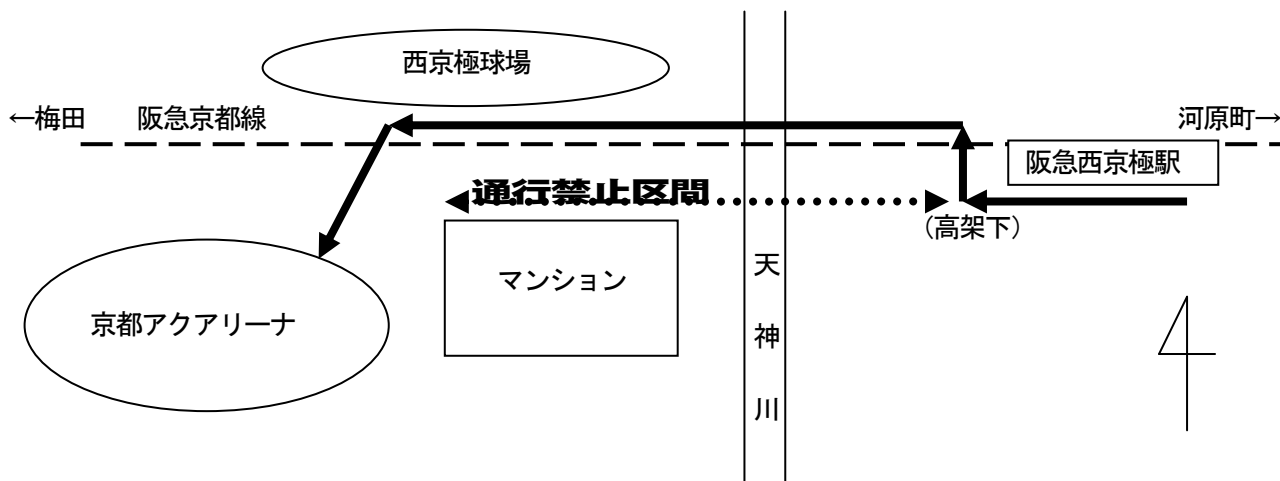 西京極球場
←梅田
阪急京都線
河原町→
阪急西京極駅
通行禁止区間
(高架下)
マンション
天神川
京都アクアリーナ